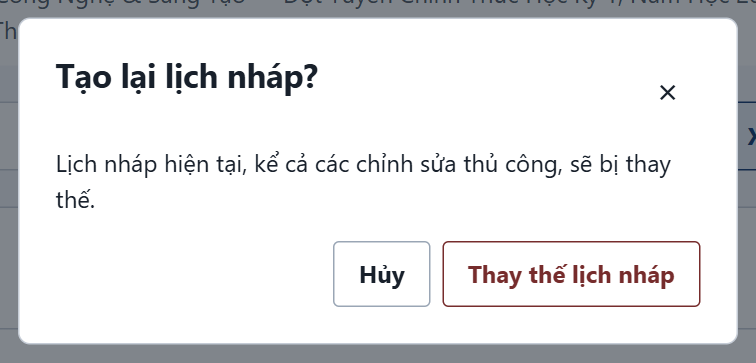 Tạo lại lịch nháp?
×
Lịch nháp hiện tại, kể cả các chỉnh sửa thủ công, sẽ bị thay
thế.
Hủy
Thay thế lịch nháp